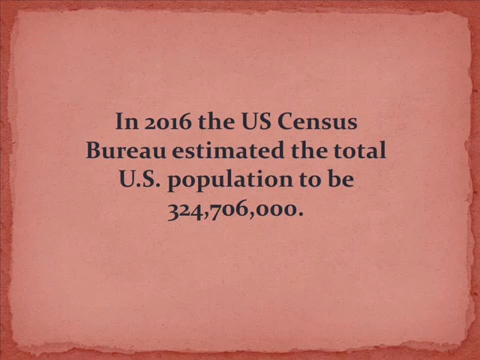 In 2016 the US Census
Bureau estimated the total
U.S. population to be
324,706,000.